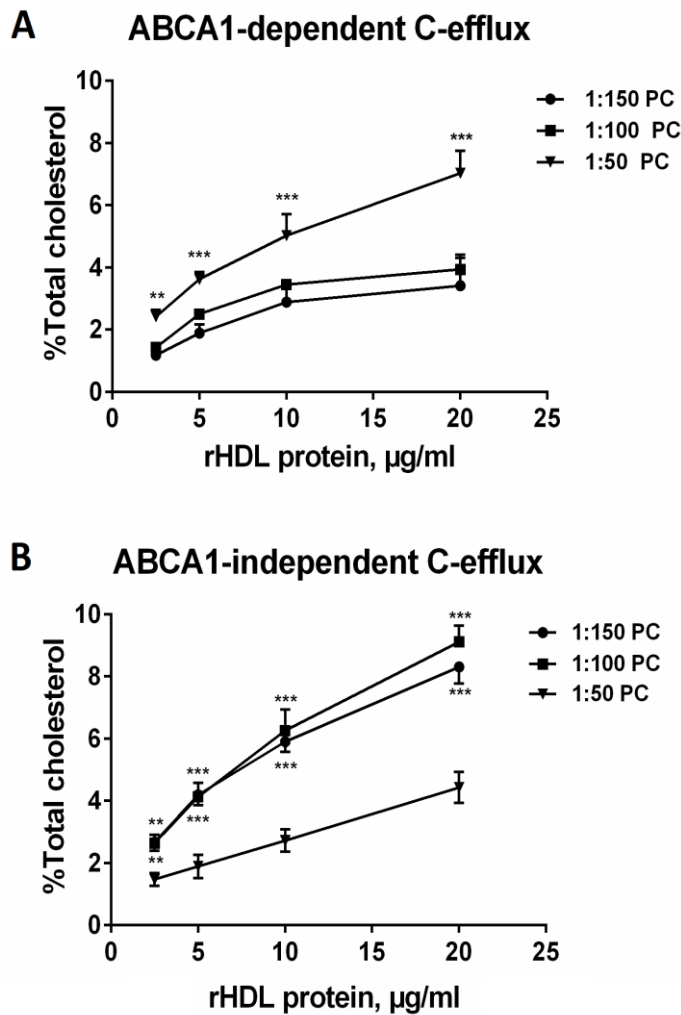 A
ABCA1-dependent C-efflux
%Total cholesterol
10
8
6
4
2
0
**
***
***
***
1:150 PC
1:100 PC
1:50 PC
0
5
10
15
20
25
rHDL protein, µg/ml
B
ABCA1-independent C-efflux
%Total cholesterol
10
8
6
4
2
0
**
**
***
***
***
***
***
***
1:150 PC
1:100 PC
1:50 PC
0
5
10
15
20
25
rHDL protein, µg/ml